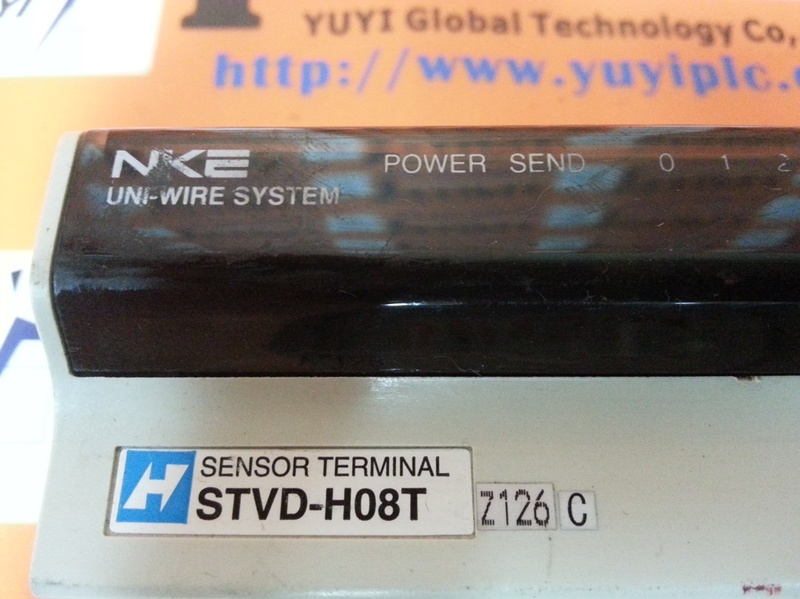 YUYI Global Technology Co,
http://www.yuyiplc.c
NKE
UNI-WIRE SYSTEM
POWER SEND 0 1 2
H SENSOR TERMINAL
STVD-H08T
Z126 C